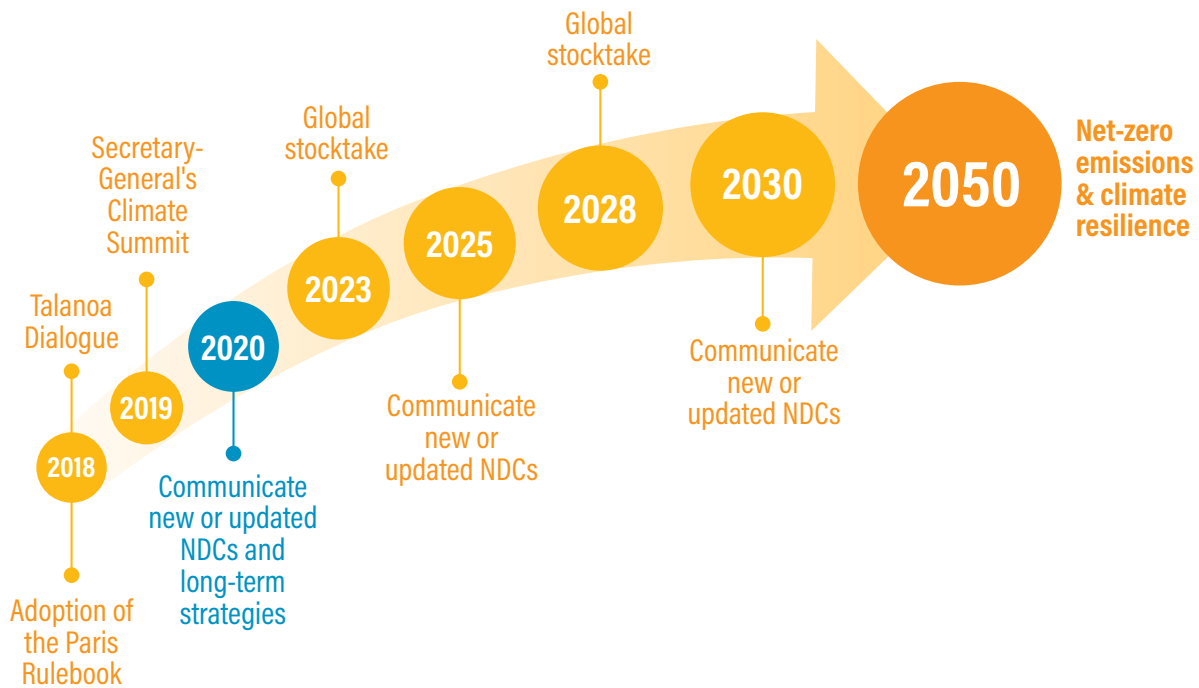 Talanoa
Dialogue
2018
Adoption of
the Paris
Rulebook
Secretary-
General's
Climate
Summit
2019
2020
Communicate
new or updated
NDCs and
long-term
strategies
Global
stocktake
2023
2025
Communicate
new or
updated NDCs
Global
stocktake
2028
2030
Communicate
new or
updated NDCs
2050
Net-zero
emissions
& climate
resilience